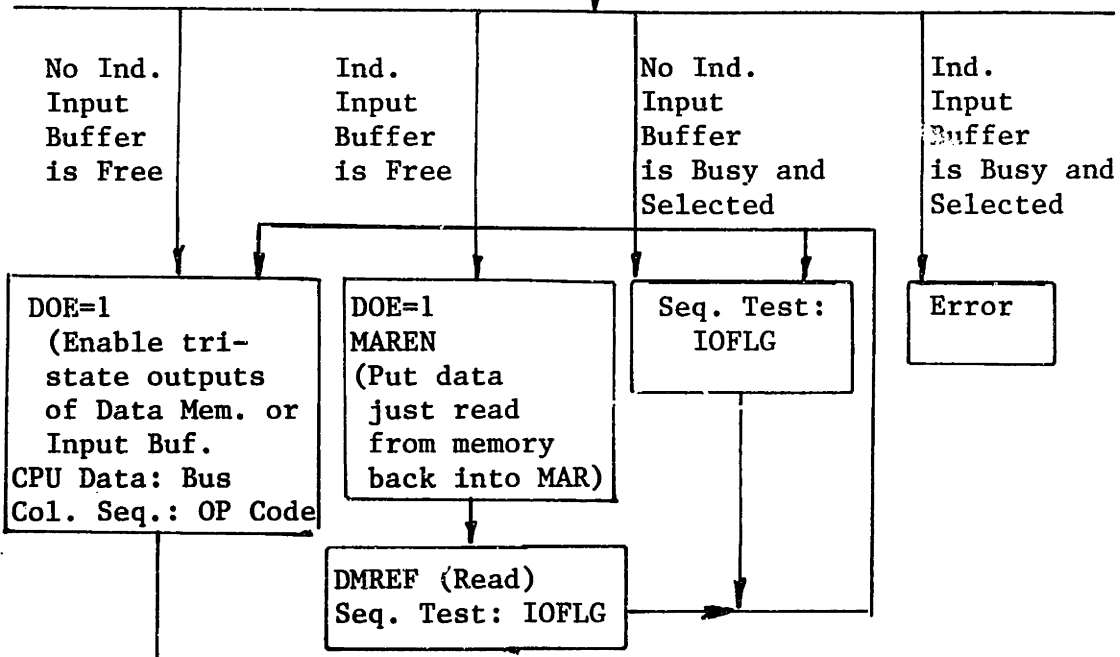 No Ind.
Input
Buffer
is Free
Ind.
Input
Buffer
is Free
No Ind.
Input
Buffer
is Busy and
Selected
Ind.
Input
Buffer
is Busy and
Selected
DOE=1
(Enable tri-
state outputs
of Data Mem. or
Input Buf.
CPU Data: Bus
Col. Seq.: OP Code
DOE=1
MAREN
(Put data
just read
from memory
back into MAR)
Seq. Test:
IOFLG
Error
DMREF (Read)
Seq. Test: IOFLG